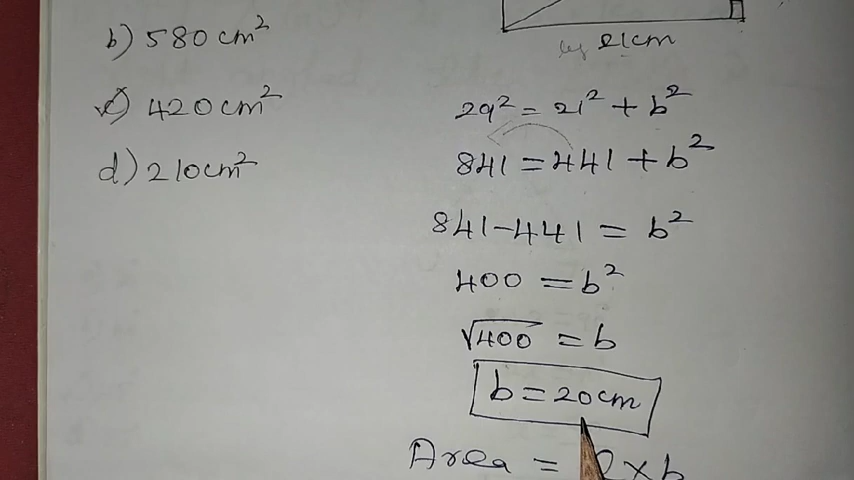 b) 580 cm²
c) 420 cm²
d) 210 cm²
21cm
29² = 21² + b²
841 = 441 + b²
841 - 441 = b²
400 = b²
√400 = b
b = 20cm
Area = l × b